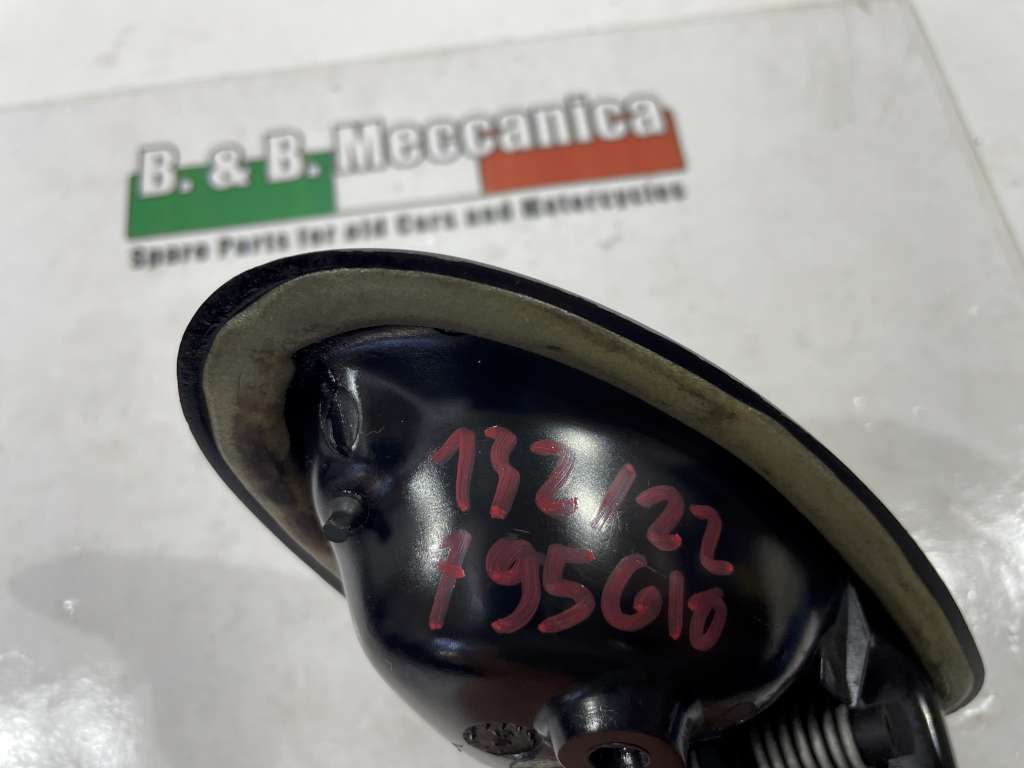 B. & B. Meccanica
Spare Parts for old Cars and Motorcycles
132/22
795610